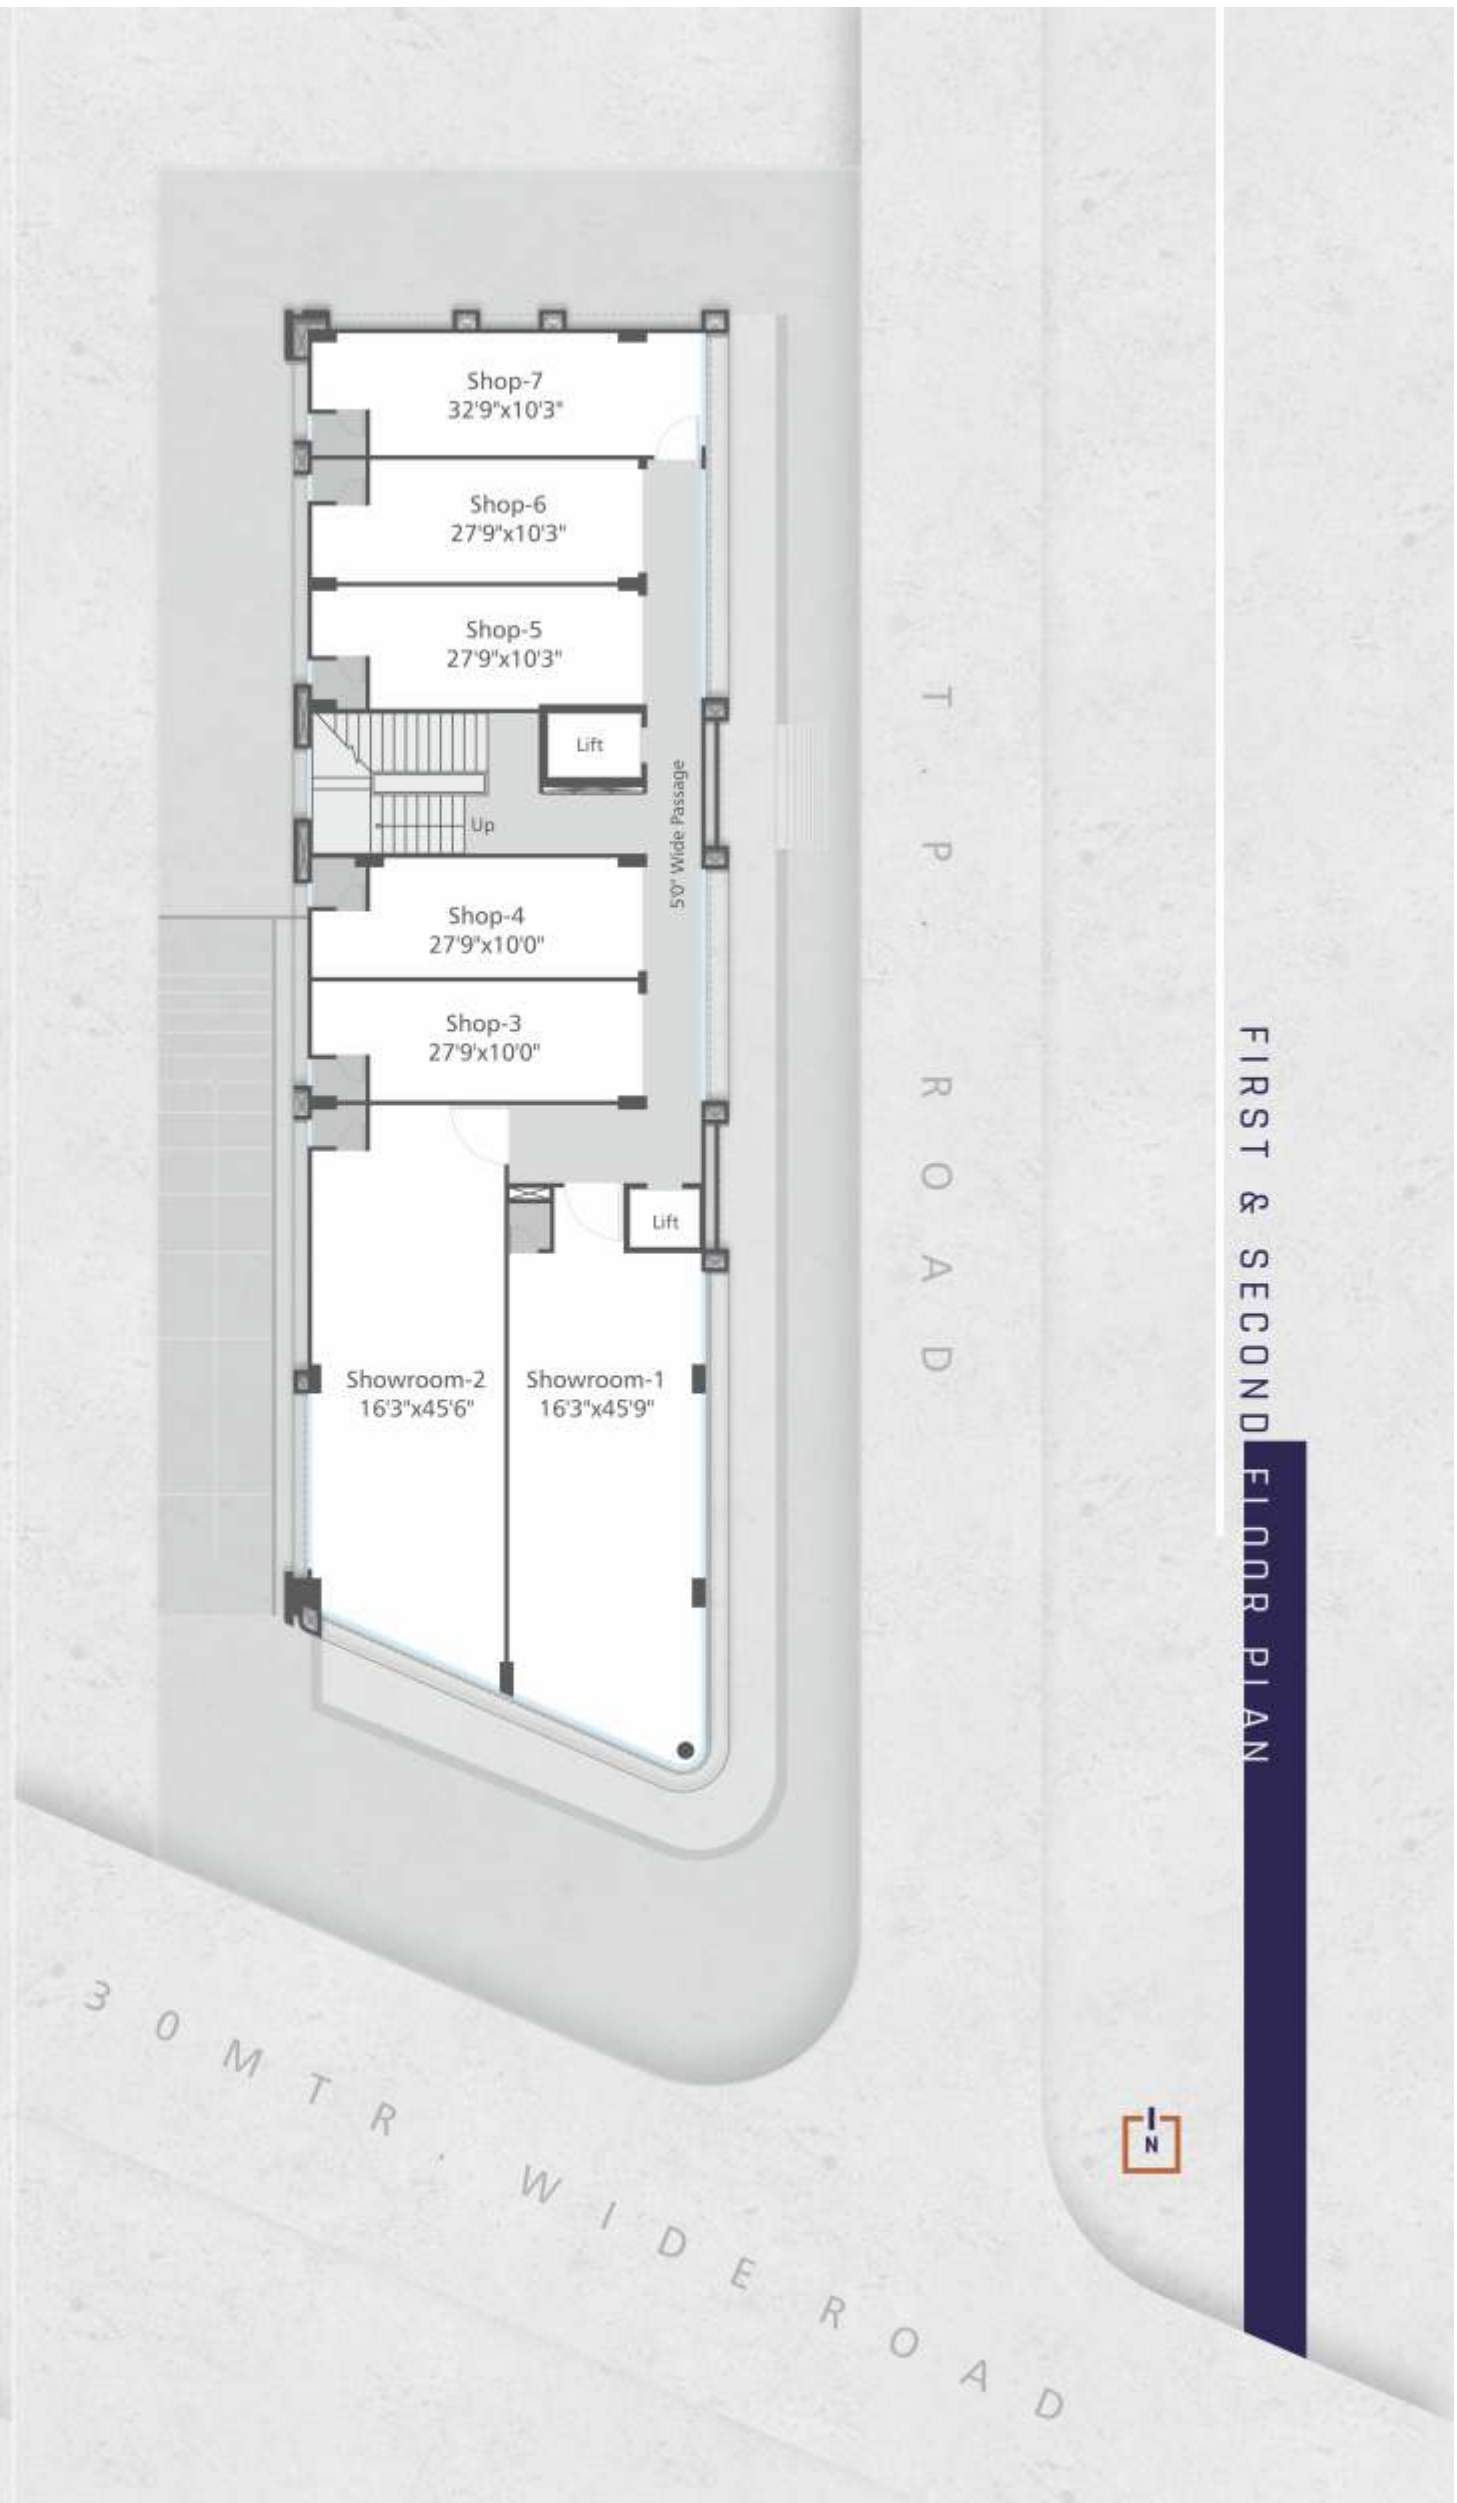 Shop-7
32'9"x10'3"
Shop-6
27'9"x10'3"
Shop-5
27'9"x10'3"
Lift
Up
5'0" Wide Passage
Shop-4
27'9"x10'0"
Shop-3
27'9'x10'0"
Lift
Showroom-2
16'3"x45'6"
Showroom-1
16'3"x45'9"
T.P. ROAD
30MTR. WIDE ROAD
FIRST & SECOND FLOOR PLAN
N